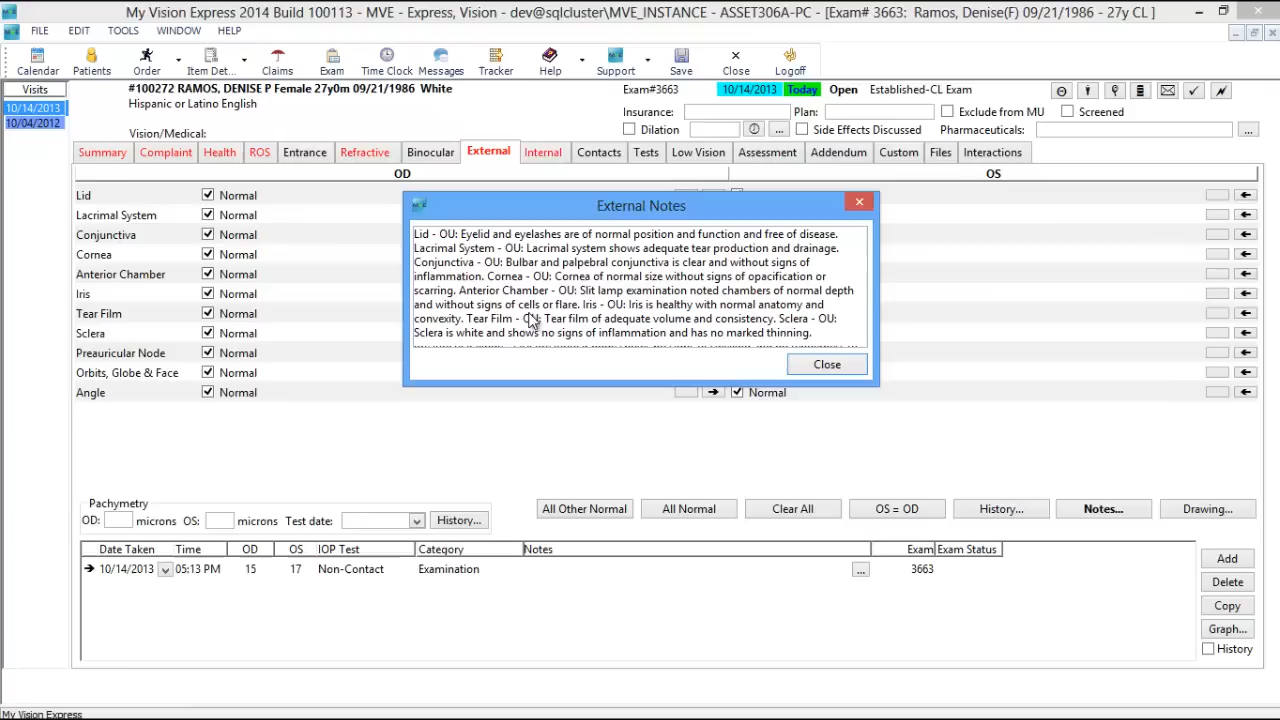 My Vision Express 2014 Build 100113 - MVE - Express, Vision - dev@sqlcluster\MVE_INSTANCE - ASSET306A-PC - [Exam# 3663: Ramos, Denise(F) 09/21/1986 - 27y CL ]
FILE EDIT TOOLS WINDOW HELP
Calendar Patients Order Item Det... Claims Exam Time Clock Messages Tracker Help Support Save Close Logoff
Visits #100272 RAMOS, DENISE P Female 27y0m 09/21/1986 White Exam#3663 10/14/2013 Today Open Established-CL Exam
10/14/2013 Hispanic or Latino English Insurance: Plan: Exclude from MU Screened
10/04/2012 Vision/Medical: Dilation ... Side Effects Discussed Pharmaceuticals: ...
Summary Complaint Health ROS Entrance Refractive Binocular External Internal Contacts Tests Low Vision Assessment Addendum Custom Files Interactions
OD OS
Lid Normal
Lacrimal System Normal
Conjunctiva Normal
Cornea Normal
Anterior Chamber Normal
Iris Normal
Tear Film Normal
Sclera Normal
Preauricular Node Normal
Orbits, Globe & Face Normal
Angle Normal Normal
External Notes
Lid - OU: Eyelid and eyelashes are of normal position and function and free of disease.
Lacrimal System - OU: Lacrimal system shows adequate tear production and drainage.
Conjunctiva - OU: Bulbar and palpebral conjunctiva is clear and without signs of
inflammation. Cornea - OU: Cornea of normal size without signs of opacification or
scarring. Anterior Chamber - OU: Slit lamp examination noted chambers of normal depth
and without signs of cells or flare. Iris - OU: Iris is healthy with normal anatomy and
convexity. Tear Film - OU: Tear film of adequate volume and consistency. Sclera - OU:
Sclera is white and shows no signs of inflammation and has no marked thinning.
Close
Pachymetry
OD: microns OS: microns Test date: History...
All Other Normal All Normal Clear All OS = OD History... Notes... Drawing...
Date Taken Time OD OS IOP Test Category Notes Exam Exam Status
10/14/2013 05:13 PM 15 17 Non-Contact Examination ... 3663
Add
Delete
Copy
Graph...
History
My Vision Express